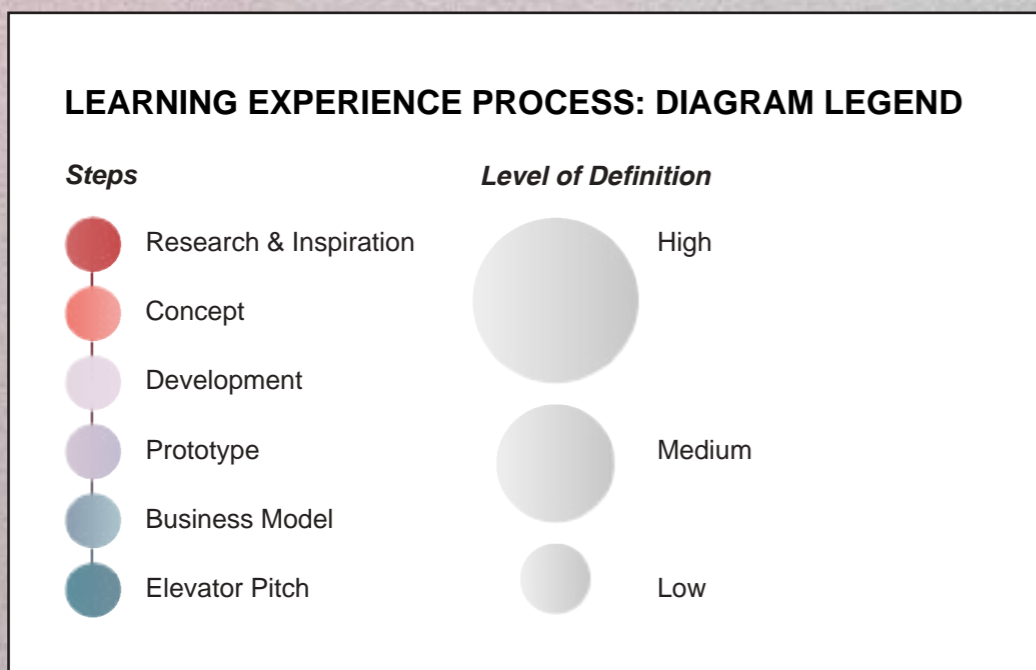 LEARNING EXPERIENCE PROCESS: DIAGRAM LEGEND
Steps
Research & Inspiration
Concept
Development
Prototype
Business Model
Elevator Pitch
Level of Definition
High
Medium
Low